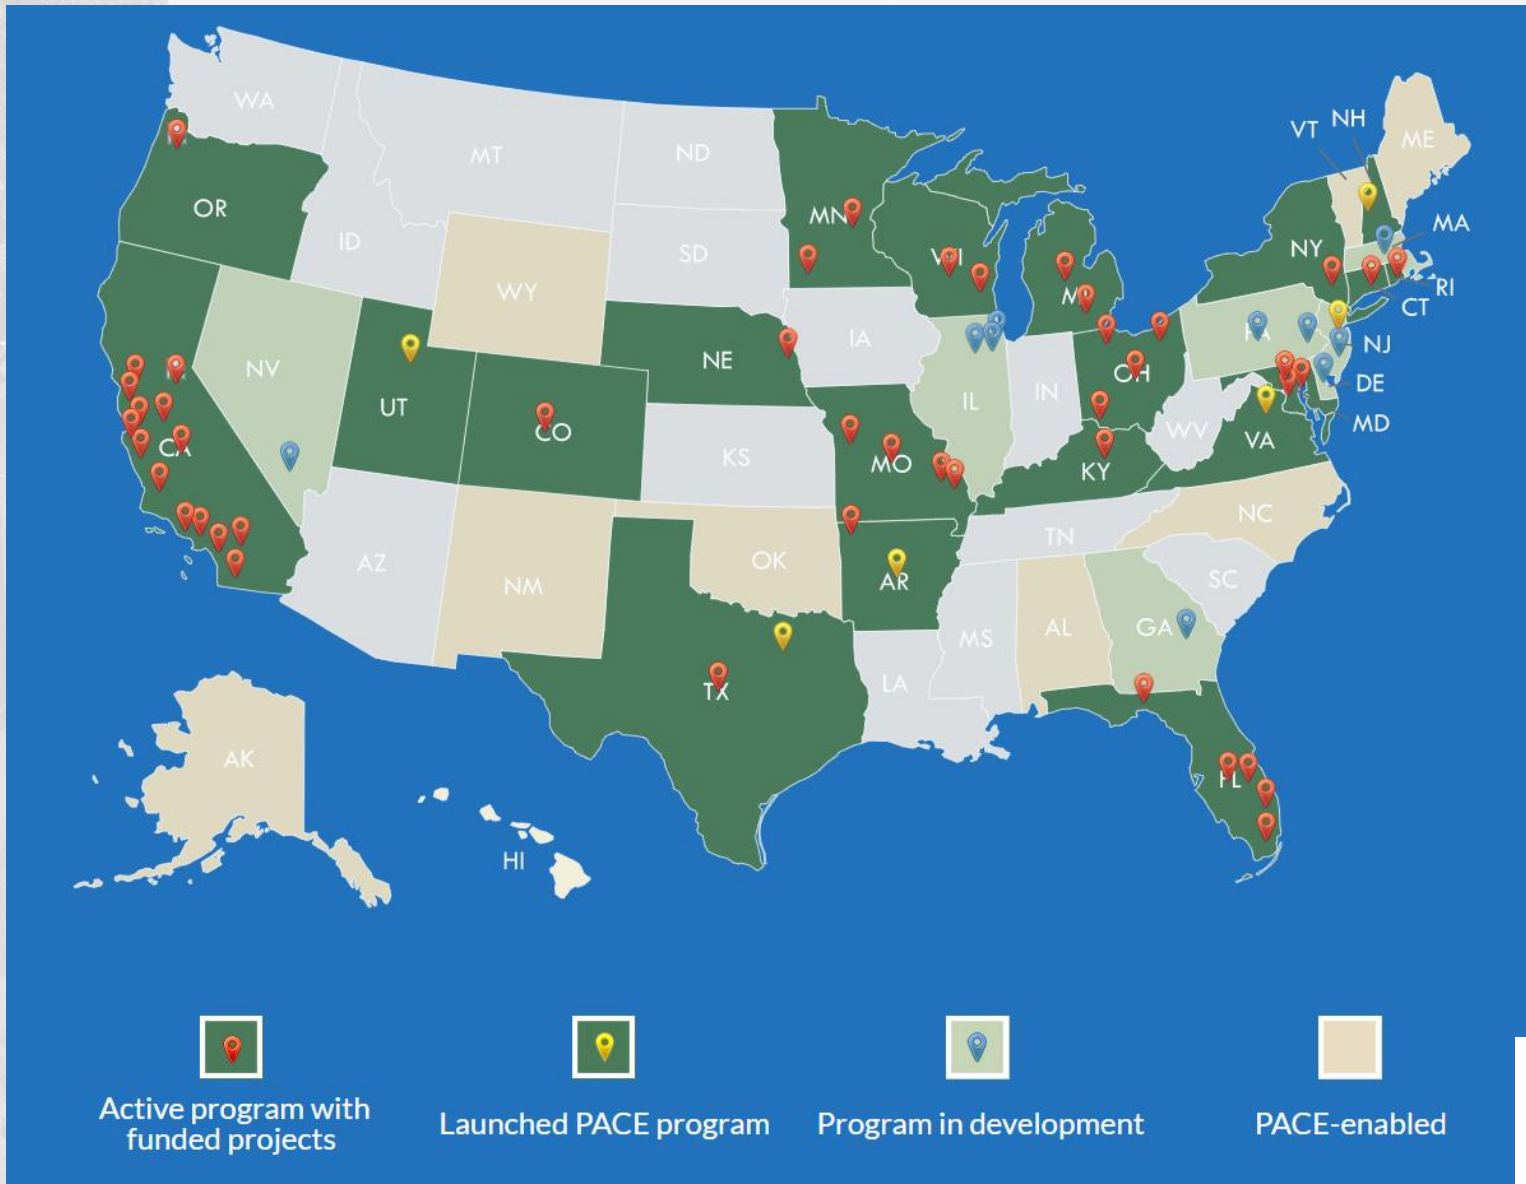 WA
MT
ND
MN
VT
NH
ME
OR
ID
SD
WI
MA
NY
WY
RI
CT
IA
NE
PA
NJ
NV
OH
DE
UT
IL
IN
CO
MD
CA
WV
VA
KS
MO
KY
NC
TN
AZ
OK
NM
AR
SC
GA
AL
MS
LA
TX
AK
FL
HI
Active program with
funded projects
Launched PACE program
Program in development
PACE-enabled